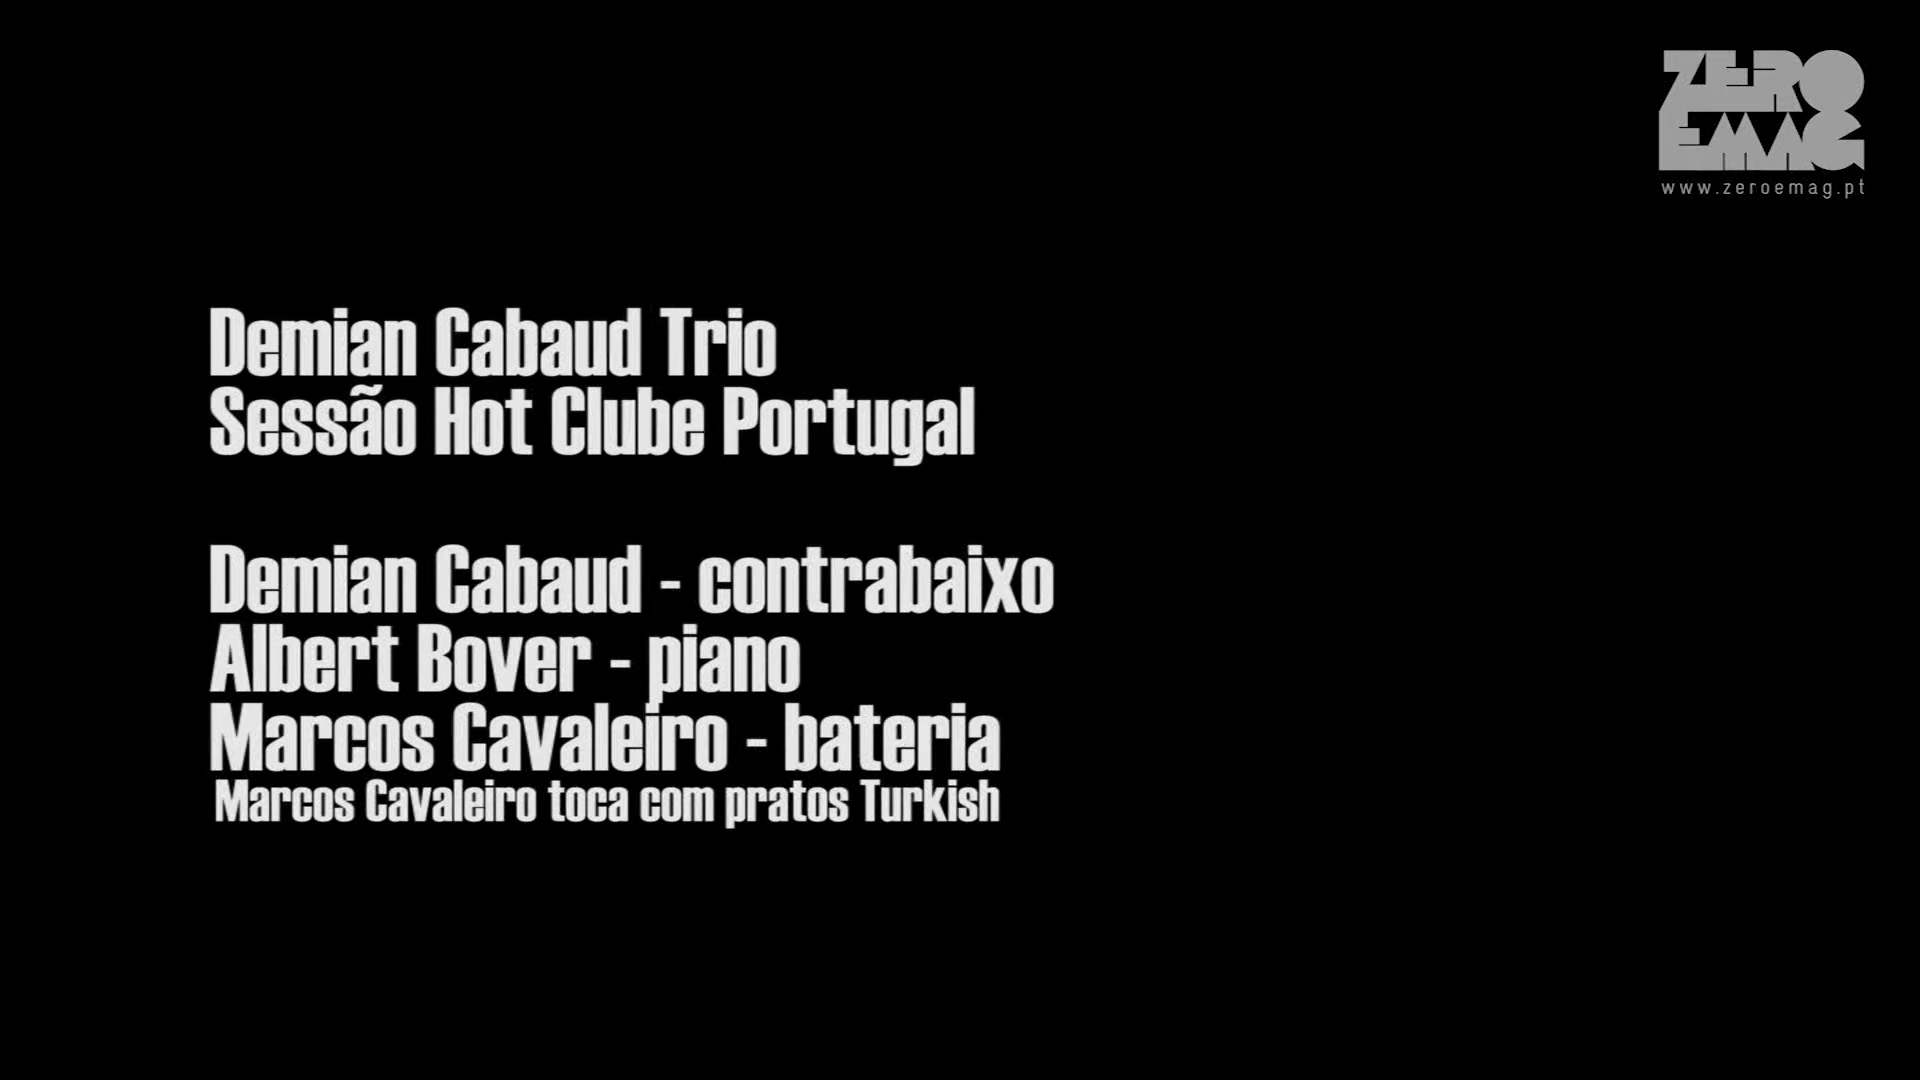 ZERO
EMAG
www.zeroemag.pt
Demian Cabaud Trio
Sessão Hot Clube Portugal
Demian Cabaud - contrabaixo
Albert Bover - piano
Marcos Cavaleiro - bateria
Marcos Cavaleiro toca com pratos Turkish